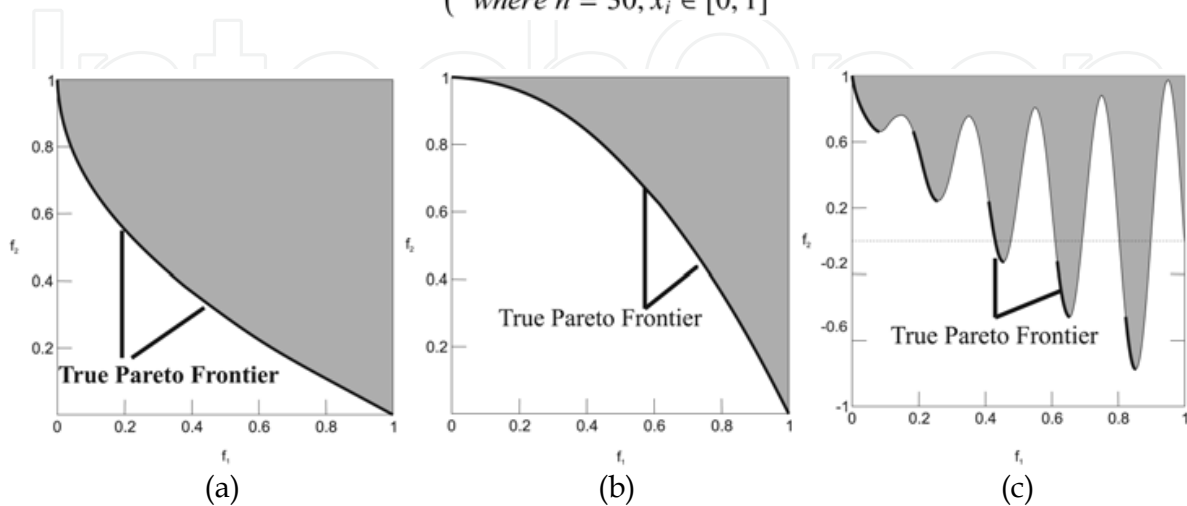 where n = 30, x_i ∈ [0, 1]
IntechOpen
1
0.8
0.6
f₂
0.4
0.2
True Pareto Frontier
0 0.2 0.4 0.6 0.8 1
f₁
(a)
1
0.8
0.6
f₂
0.4
0.2
True Pareto Frontier
0 0.2 0.4 0.6 0.8 1
f₁
(b)
1
0.6
0.2
f₂
-0.2
-0.6
-1
True Pareto Frontier
0 0.2 0.4 0.6 0.8 1
f₁
(c)